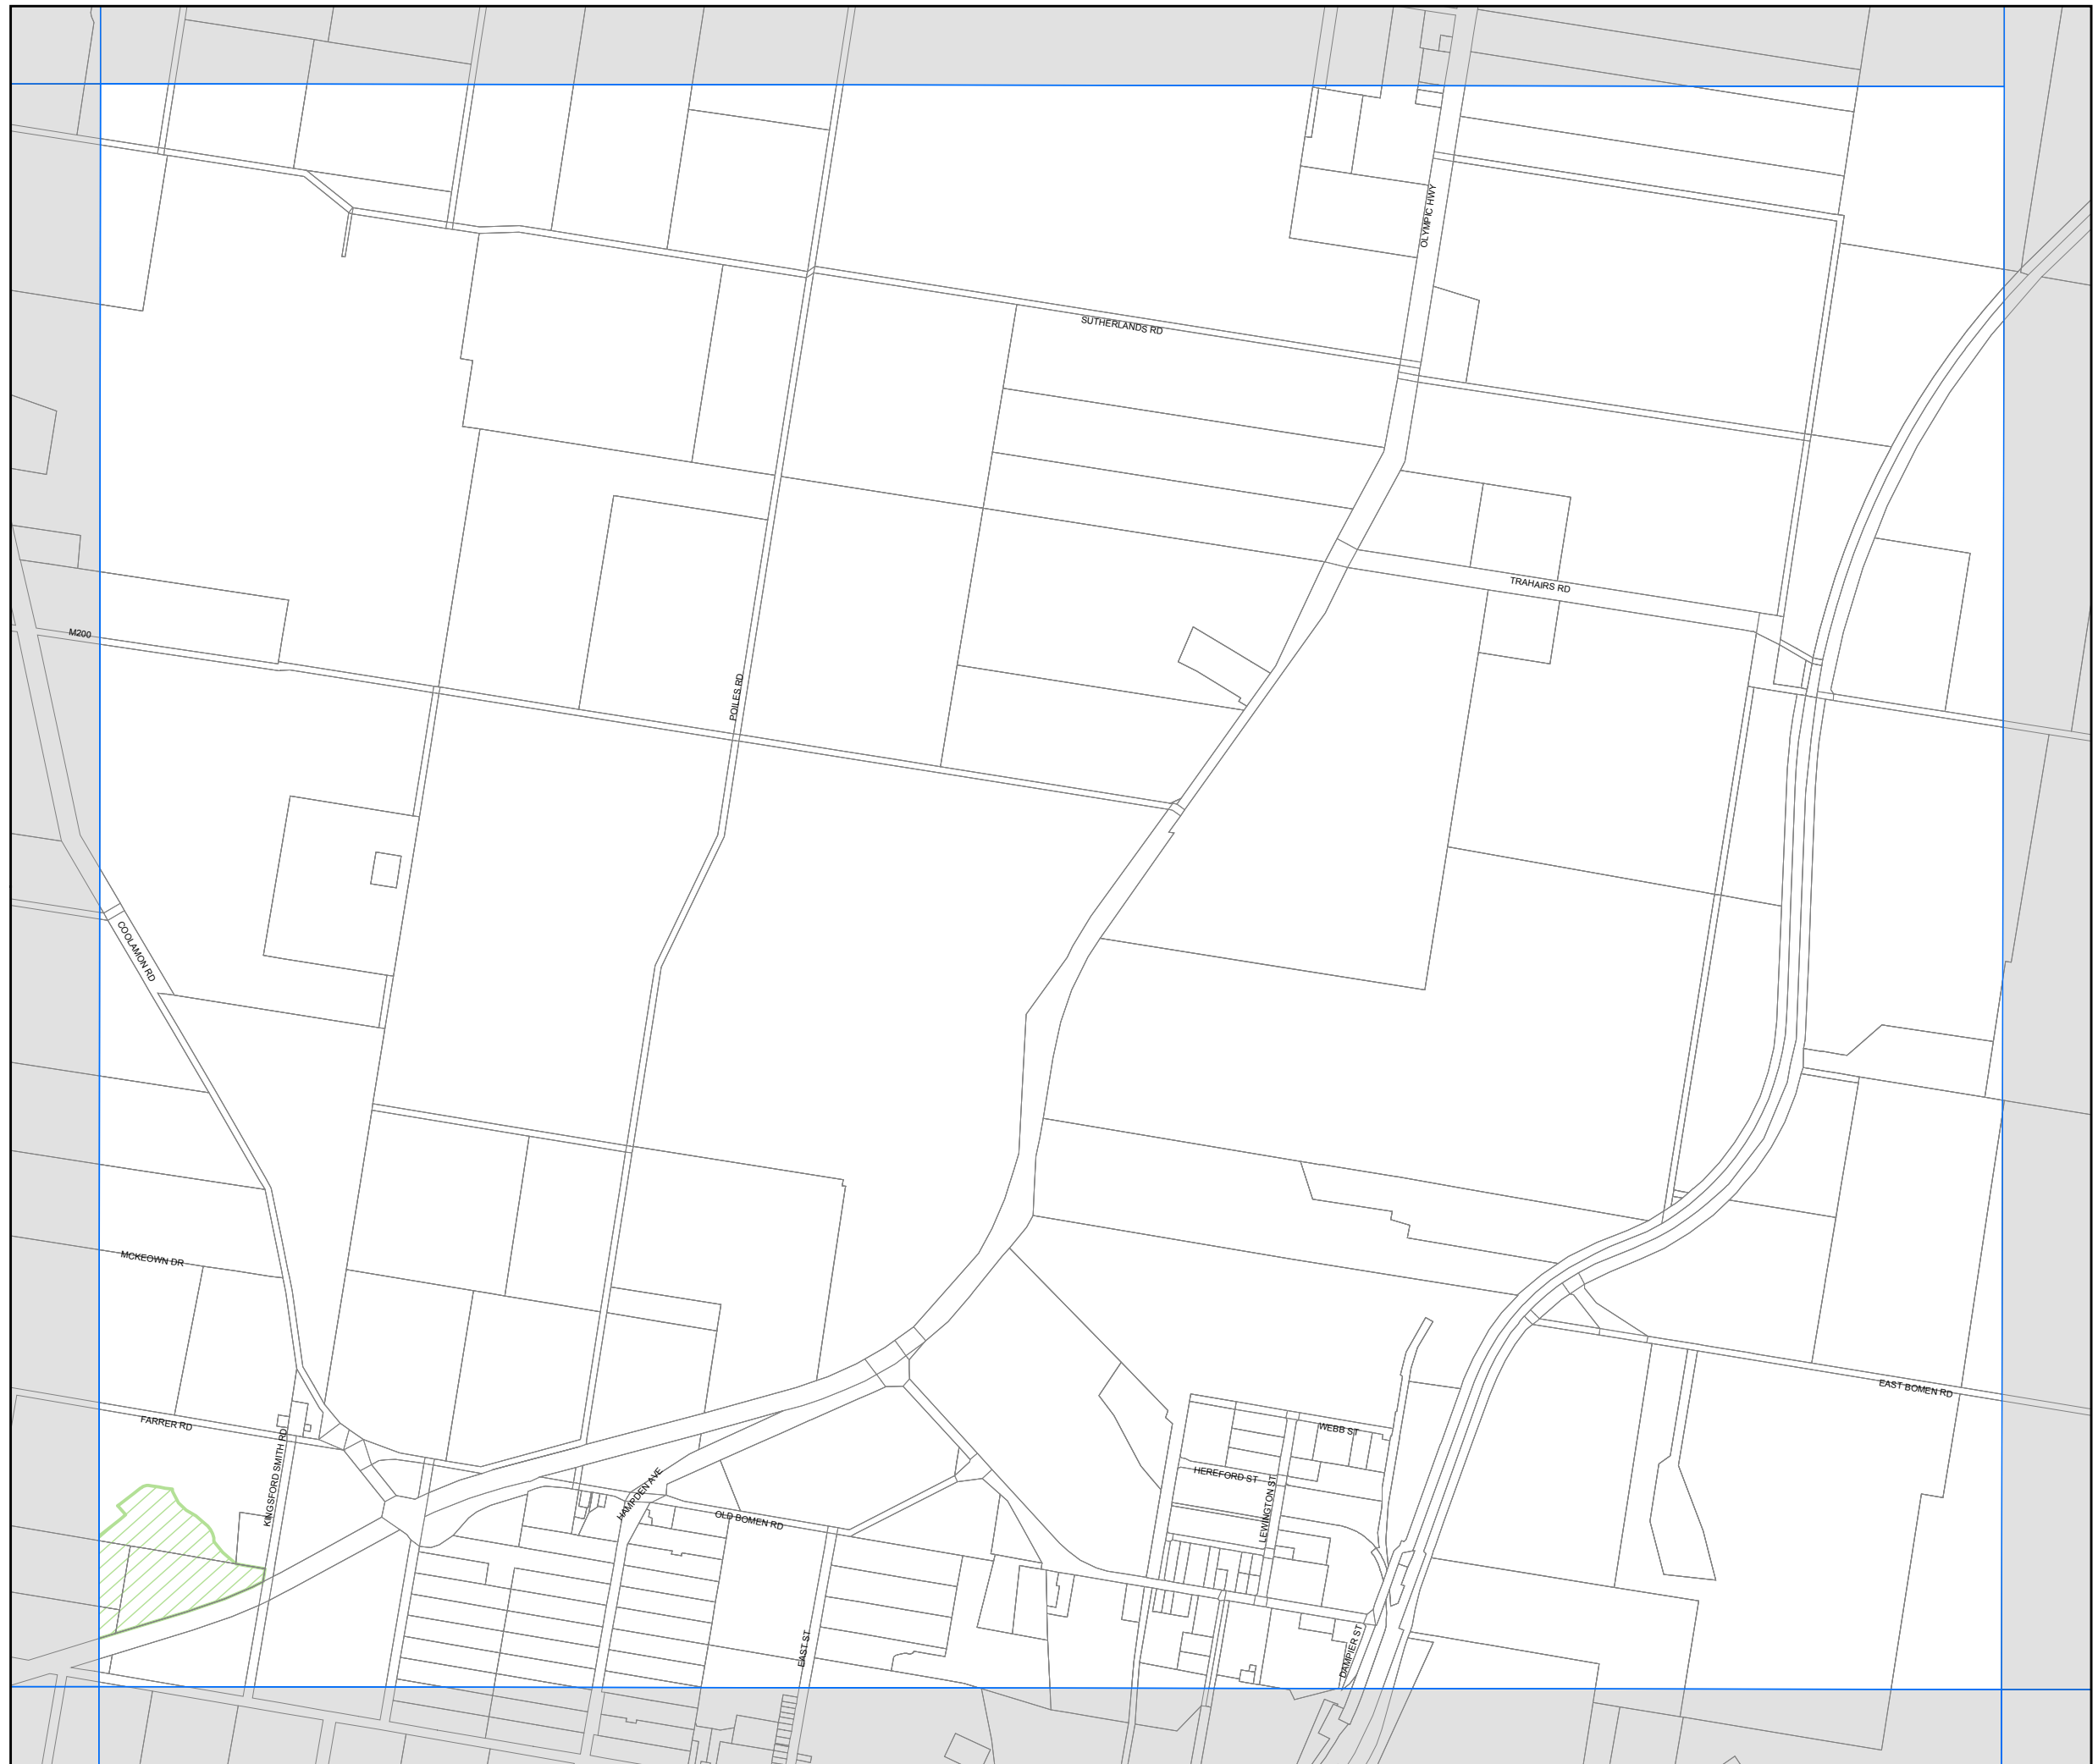 OLYMPIC HWY
SUTHERLANDS RD
TRAHAIRS RD
M200
POILES RD
COOLAMON RD
MCKEOWN DR
EAST BOMEN RD
FARRER RD
WEBB ST
KINGSFORD SMITH RD
HEREFORD ST
HAMPDEN AVE
LEWINGTON ST
OLD BOMEN RD
EAST ST
DAMPIER ST